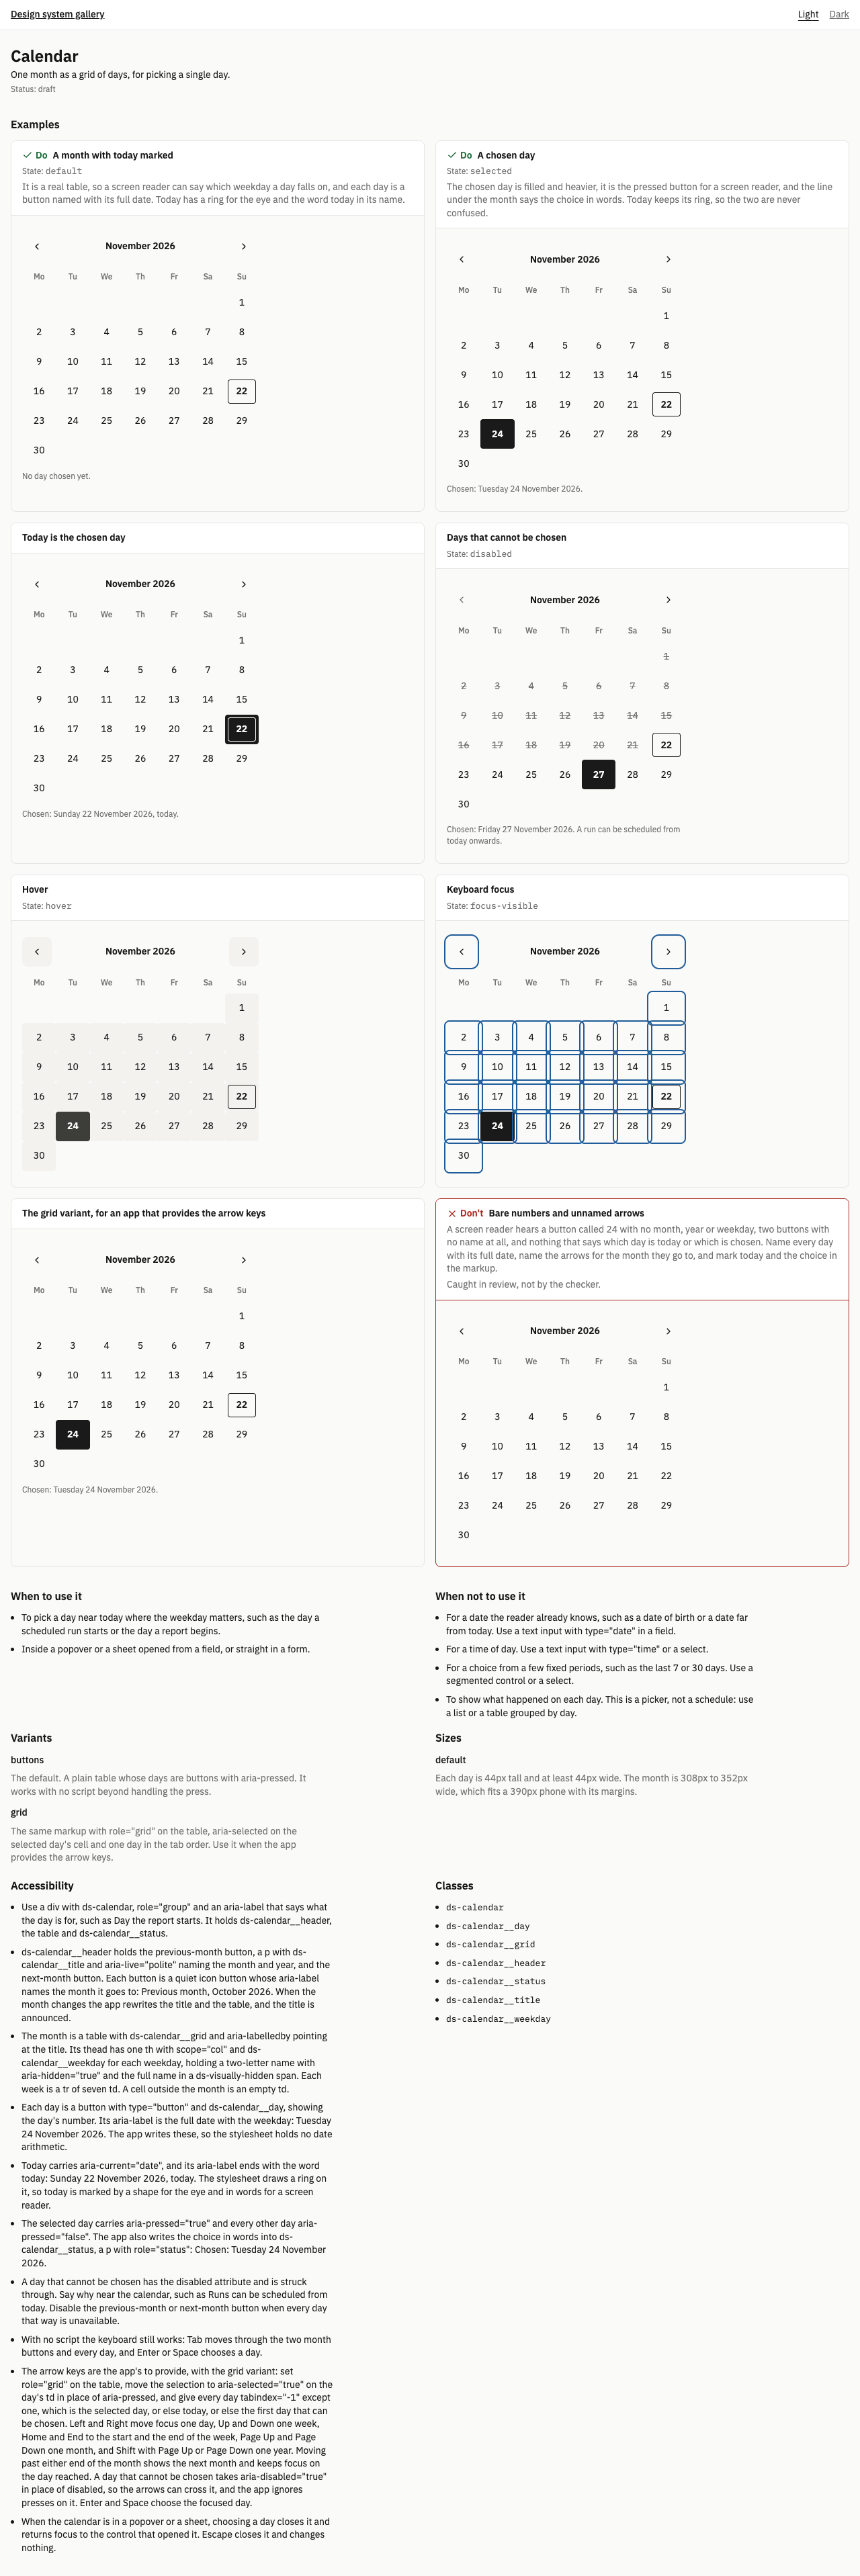 Design system gallery
Light Dark
Calendar
One month as a grid of days, for picking a single day.
Status: draft
Examples
Do A month with today marked
State: default
It is a real table, so a screen reader can say which weekday a day falls on, and each day is a
button named with its full date. Today has a ring for the eye and the word today in its name.
November 2026
Mo Tu We Th Fr Sa Su
1
2 3 4 5 6 7 8
9 10 11 12 13 14 15
16 17 18 19 20 21 22
23 24 25 26 27 28 29
30
No day chosen yet.
Do A chosen day
State: selected
The chosen day is filled and heavier, it is the pressed button for a screen reader, and the line
under the month says the choice in words. Today keeps its ring, so the two are never
confused.
November 2026
Mo Tu We Th Fr Sa Su
1
2 3 4 5 6 7 8
9 10 11 12 13 14 15
16 17 18 19 20 21 22
23 24 25 26 27 28 29
30
Chosen: Tuesday 24 November 2026.
Today is the chosen day
November 2026
Mo Tu We Th Fr Sa Su
1
2 3 4 5 6 7 8
9 10 11 12 13 14 15
16 17 18 19 20 21 22
23 24 25 26 27 28 29
30
Chosen: Sunday 22 November 2026, today.
Days that cannot be chosen
State: disabled
November 2026
Mo Tu We Th Fr Sa Su
1
2 3 4 5 6 7 8
9 10 11 12 13 14 15
16 17 18 19 20 21 22
23 24 25 26 27 28 29
30
Chosen: Friday 27 November 2026. A run can be scheduled from
today onwards.
Hover
State: hover
November 2026
Mo Tu We Th Fr Sa Su
1
2 3 4 5 6 7 8
9 10 11 12 13 14 15
16 17 18 19 20 21 22
23 24 25 26 27 28 29
30
Keyboard focus
State: focus-visible
November 2026
Mo Tu We Th Fr Sa Su
1
2 3 4 5 6 7 8
9 10 11 12 13 14 15
16 17 18 19 20 21 22
23 24 25 26 27 28 29
30
The grid variant, for an app that provides the arrow keys
November 2026
Mo Tu We Th Fr Sa Su
1
2 3 4 5 6 7 8
9 10 11 12 13 14 15
16 17 18 19 20 21 22
23 24 25 26 27 28 29
30
Chosen: Tuesday 24 November 2026.
Don't Bare numbers and unnamed arrows
A screen reader hears a button called 24 with no month, year or weekday, two buttons with
no name at all, and nothing that says which day is today or which is chosen. Name every day
with its full date, name the arrows for the month they go to, and mark today and the choice in
the markup.
Caught in review, not by the checker.
November 2026
Mo Tu We Th Fr Sa Su
1
2 3 4 5 6 7 8
9 10 11 12 13 14 15
16 17 18 19 20 21 22
23 24 25 26 27 28 29
30
When to use it
• To pick a day near today where the weekday matters, such as the day a
scheduled run starts or the day a report begins.
• Inside a popover or a sheet opened from a field, or straight in a form.
When not to use it
• For a date the reader already knows, such as a date of birth or a date far
from today. Use a text input with type="date" in a field.
• For a time of day. Use a text input with type="time" or a select.
• For a choice from a few fixed periods, such as the last 7 or 30 days. Use a
segmented control or a select.
• To show what happened on each day. This is a picker, not a schedule: use
a list or a table grouped by day.
Variants
buttons
The default. A plain table whose days are buttons with aria-pressed. It
works with no script beyond handling the press.
grid
The same markup with role="grid" on the table, aria-selected on the
selected day's cell and one day in the tab order. Use it when the app
provides the arrow keys.
Sizes
default
Each day is 44px tall and at least 44px wide. The month is 308px to 352px
wide, which fits a 390px phone with its margins.
Accessibility
• Use a div with ds-calendar, role="group" and an aria-label that says what
the day is for, such as Day the report starts. It holds ds-calendar__header,
the table and ds-calendar__status.
• ds-calendar__header holds the previous-month button, a p with ds-
calendar__title and aria-live="polite" naming the month and year, and the
next-month button. Each button is a quiet icon button whose aria-label
names the month it goes to: Previous month, October 2026. When the
month changes the app rewrites the title and the table, and the title is
announced.
• The month is a table with ds-calendar__grid and aria-labelledby pointing
at the title. Its thead has one th with scope="col" and ds-
calendar__weekday for each weekday, holding a two-letter name with
aria-hidden="true" and the full name in a ds-visually-hidden span. Each
week is a tr of seven td. A cell outside the month is an empty td.
• Each day is a button with type="button" and ds-calendar__day, showing
the day's number. Its aria-label is the full date with the weekday: Tuesday
24 November 2026. The app writes these, so the stylesheet holds no date
arithmetic.
• Today carries aria-current="date", and its aria-label ends with the word
today: Sunday 22 November 2026, today. The stylesheet draws a ring on
it, so today is marked by a shape for the eye and in words for a screen
reader.
• The selected day carries aria-pressed="true" and every other day aria-
pressed="false". The app also writes the choice in words into ds-
calendar__status, a p with role="status": Chosen: Tuesday 24 November
2026.
• A day that cannot be chosen has the disabled attribute and is struck
through. Say why near the calendar, such as Runs can be scheduled from
today. Disable the previous-month or next-month button when every day
that way is unavailable.
• With no script the keyboard still works: Tab moves through the two month
buttons and every day, and Enter or Space chooses a day.
• The arrow keys are the app's to provide, with the grid variant: set
role="grid" on the table, move the selection to aria-selected="true" on the
day's td in place of aria-pressed, and give every day tabindex="-1" except
one, which is the selected day, or else today, or else the first day that can
be chosen. Left and Right move focus one day, Up and Down one week,
Home and End to the start and the end of the week, Page Up and Page
Down one month, and Shift with Page Up or Page Down one year. Moving
past either end of the month shows the next month and keeps focus on
the day reached. A day that cannot be chosen takes aria-disabled="true"
in place of disabled, so the arrows can cross it, and the app ignores
presses on it. Enter and Space choose the focused day.
• When the calendar is in a popover or a sheet, choosing a day closes it and
returns focus to the control that opened it. Escape closes it and changes
nothing.
Classes
• ds-calendar
• ds-calendar__day
• ds-calendar__grid
• ds-calendar__header
• ds-calendar__status
• ds-calendar__title
• ds-calendar__weekday